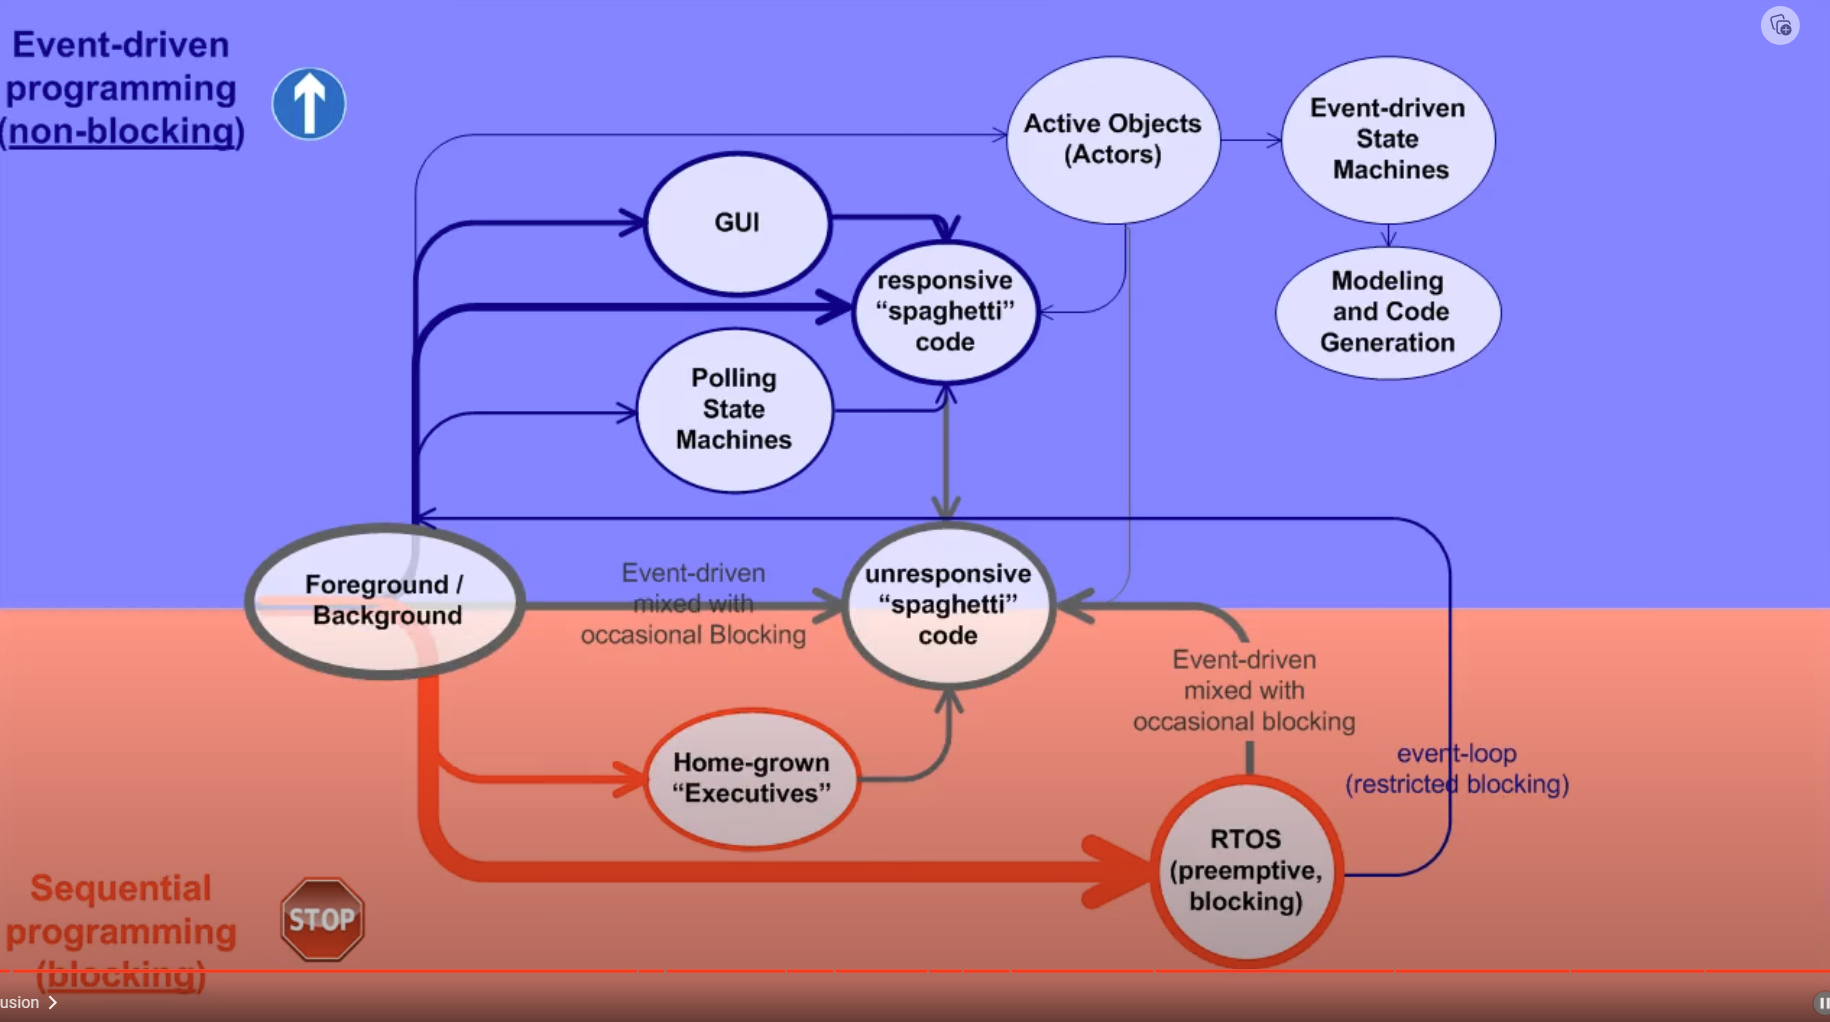 Event-driven
programming
(non-blocking)
Active Objects
(Actors)
Event-driven
State
Machines
GUI
responsive
“spaghetti”
code
Modeling
and Code
Generation
Polling
State
Machines
Foreground /
Background
Event-driven
mixed with
occasional Blocking
unresponsive
“spaghetti”
code
Event-driven
mixed with
occasional blocking
Home-grown
“Executives”
event-loop
(restricted blocking)
RTOS
(preemptive,
blocking)
Sequential
programming
(blocking)
STOP
usion